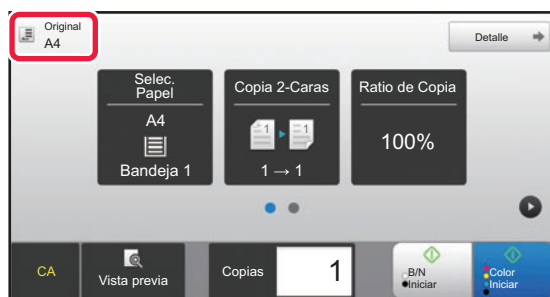 Original
A4
Detalle
Selec.
Papel
A4
Bandeja 1
Copia 2-Caras
1 1
1 → 1
Ratio de Copia
100%
CA
Vista previa
Copias
1
B/N
Iniciar
Color
Iniciar